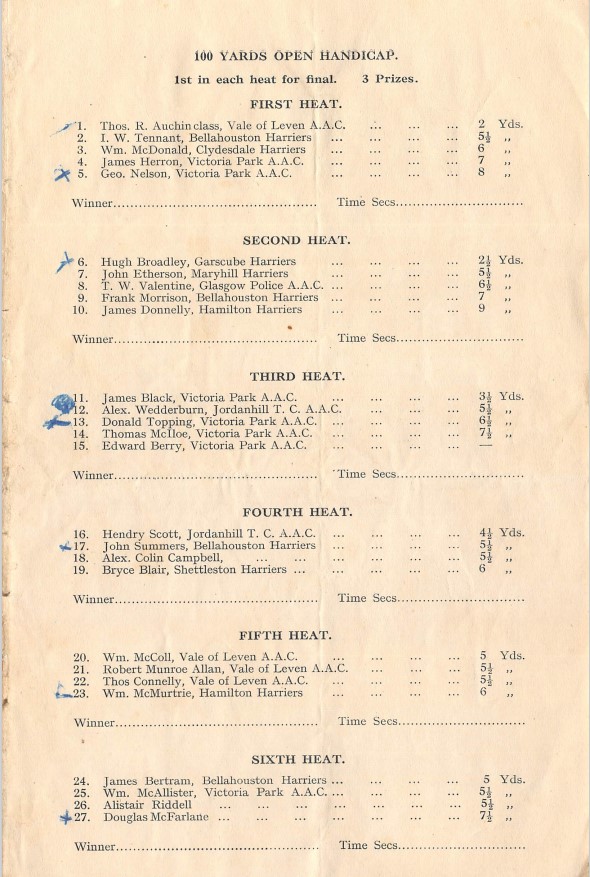 100 YARDS OPEN HANDICAP.
1st in each heat for final. 3 Prizes.
FIRST HEAT.
1. Thos. R. Auchinclass, Vale of Leven A.A.C. ... ... ... 2 Yds.
2. I. W. Tennant, Bellahouston Harriers ... ... ... ... 5½ ,,
3. Wm. McDonald, Clydesdale Harriers ... ... ... ... 6 ,,
4. James Herron, Victoria Park A.A.C. ... ... ... ... 7 ,,
5. Geo. Nelson, Victoria Park A.A.C. ... ... ... ... 8 ,,
Winner.................................................. Time Secs..............................
SECOND HEAT.
6. Hugh Broadley, Garscube Harriers ... ... ... ... 2½ Yds.
7. John Etherson, Maryhill Harriers ... ... ... ... 5½ ,,
8. T. W. Valentine, Glasgow Police A.A.C. ... ... ... ... 6½ ,,
9. Frank Morrison, Bellahouston Harriers ... ... ... ... 7 ,,
10. James Donnelly, Hamilton Harriers ... ... ... ... 9 ,,
Winner.................................................. Time Secs..............................
THIRD HEAT.
11. James Black, Victoria Park A.A.C. ... ... ... ... 3½ Yds.
12. Alex. Wedderburn, Jordanhill T. C. A.A.C. ... ... ... 5½ ,,
13. Donald Topping, Victoria Park A.A.C. ... ... ... ... 6½ ,,
14. Thomas McIloe, Victoria Park A.A.C. ... ... ... ... 7½ ,,
15. Edward Berry, Victoria Park A.A.C. ... ... ... ... —
Winner.................................................. Time Secs..............................
FOURTH HEAT.
16. Hendry Scott, Jordanhill T. C. A.A.C. ... ... ... ... 4½ Yds.
17. John Summers, Bellahouston Harriers ... ... ... ... 5½ ,,
18. Alex. Colin Campbell, ... ... ... ... ... ... 5½ ,,
19. Bryce Blair, Shettleston Harriers ... ... ... ... ... 6 ,,
Winner.................................................. Time Secs..............................
FIFTH HEAT.
20. Wm. McColl, Vale of Leven A.A.C. ... ... ... ... 5 Yds.
21. Robert Munroe Allan, Vale of Leven A.A.C. ... ... ... 5½ ,,
22. Thos Connelly, Vale of Leven A.A.C. ... ... ... ... 5½ ,,
23. Wm. McMurtrie, Hamilton Harriers ... ... ... ... 6 ,,
Winner.................................................. Time Secs..............................
SIXTH HEAT.
24. James Bertram, Bellahouston Harriers ... ... ... ... 5 Yds.
25. Wm. McAllister, Victoria Park A.A.C. ... ... ... ... 5½ ,,
26. Alistair Riddell ... ... ... ... ... ... ... 5½ ,,
27. Douglas McFarlane ... ... ... ... ... ... ... 7½ ,,
Winner.................................................. Time Secs..............................